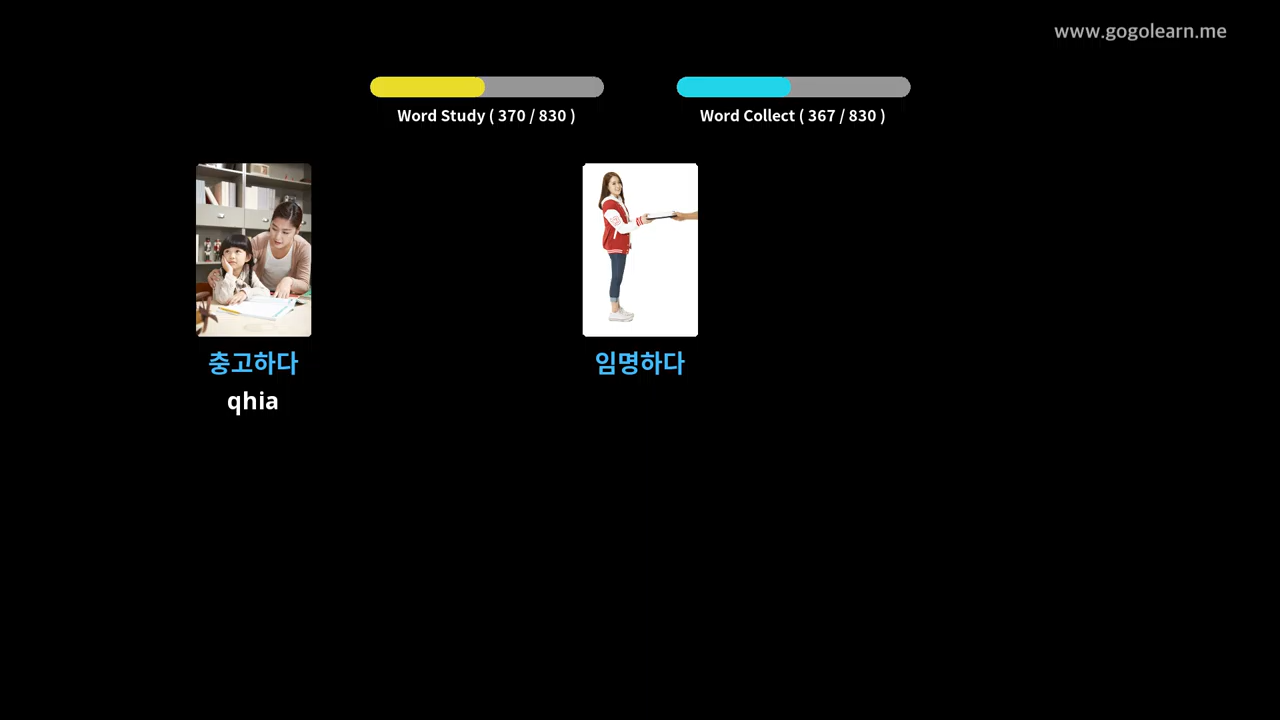 www.gogolearn.me
Word Study ( 370 / 830 )
Word Collect ( 367 / 830 )
충고하다
임명하다
qhia